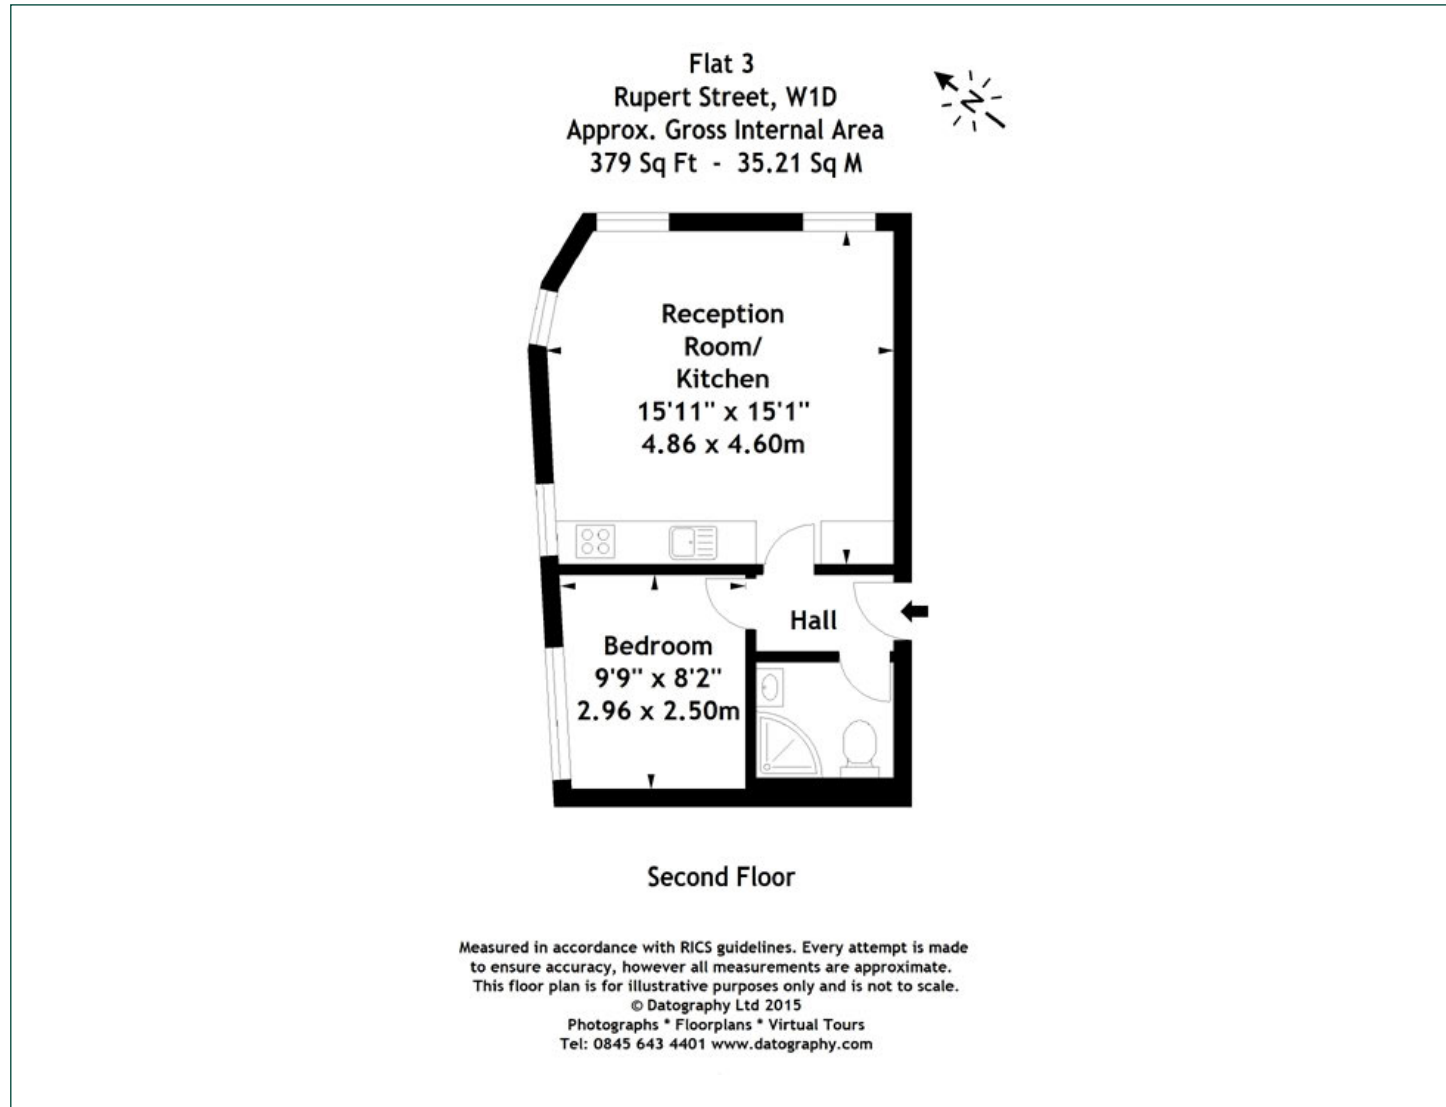 Flat 3
Rupert Street, W1D
Approx. Gross Internal Area
379 Sq Ft - 35.21 Sq M
N
Reception
Room/
Kitchen
15'11" x 15'1"
4.86 x 4.60m
Hall
Bedroom
9'9" x 8'2"
2.96 x 2.50m
Second Floor
Measured in accordance with RICS guidelines. Every attempt is made
to ensure accuracy, however all measurements are approximate.
This floor plan is for illustrative purposes only and is not to scale.
© Datography Ltd 2015
Photographs * Floorplans * Virtual Tours
Tel: 0845 643 4401 www.datography.com